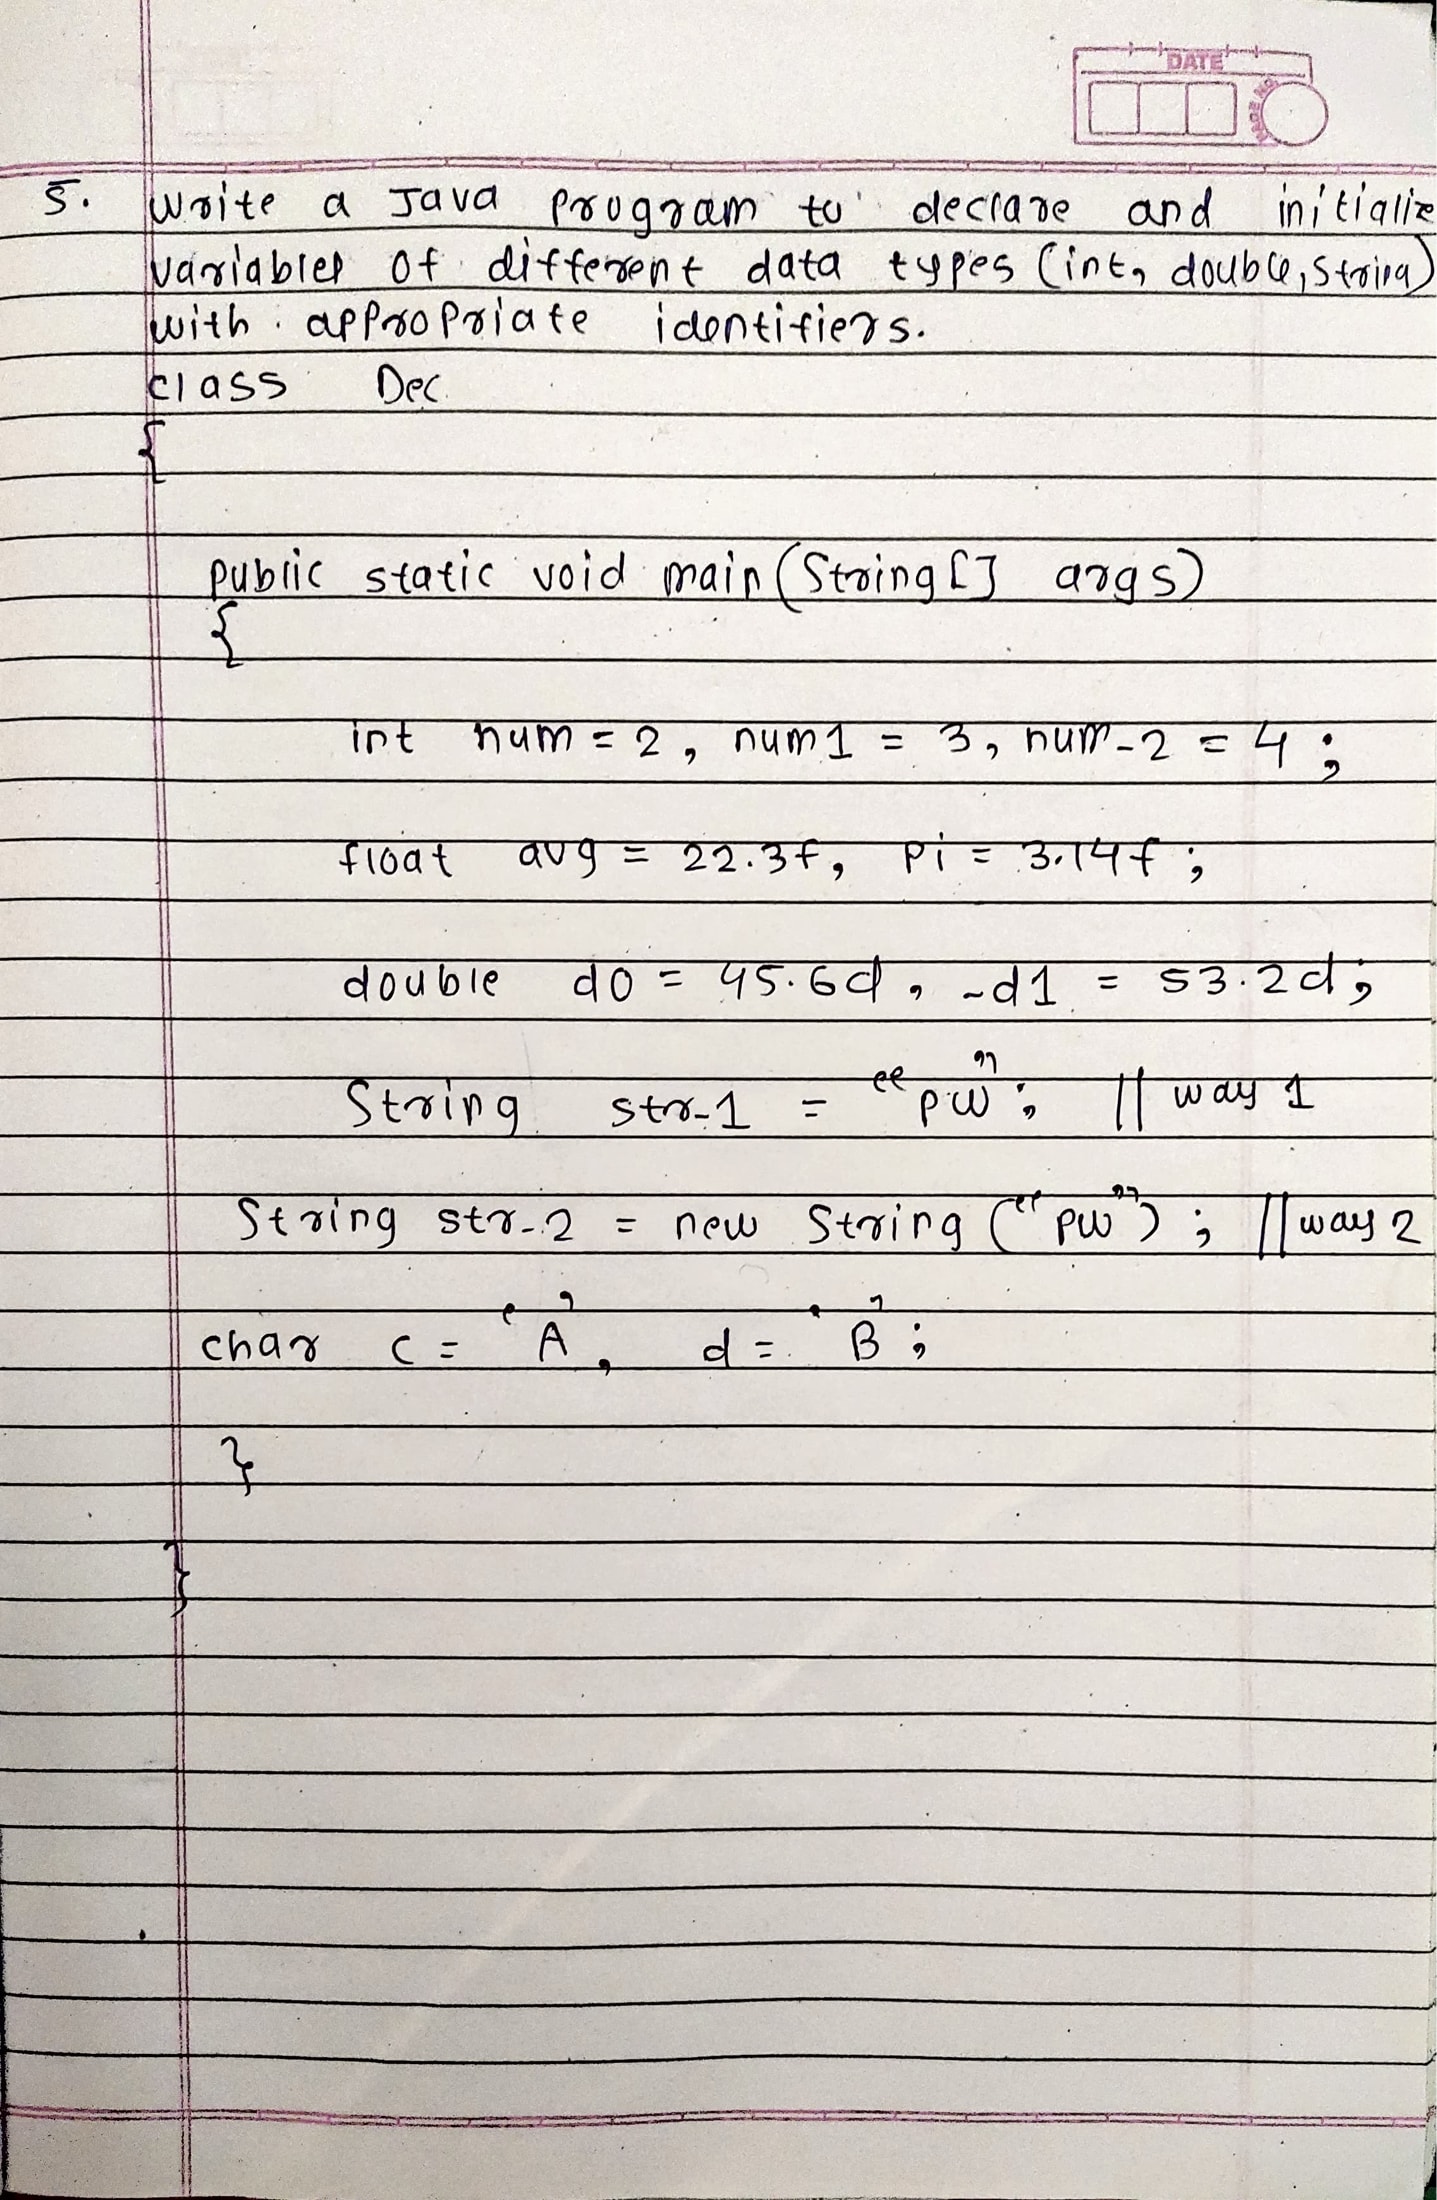 DATE
PAGE NO.
5. Write a Java program to declare and initialize
variables of different data types (int, double, String)
with appropriate identifiers.
class Dec
{
public static void main(String[] args)
{
int num = 2, num1 = 3, num_2 = 4;
float avg = 22.3f, pi = 3.14f;
double d0 = 45.6d, _d1 = 53.2d;
String str_1 = "pw"; // way 1
String str_2 = new String ("pw"); // way 2
char c = 'A', d = 'B';
}
}